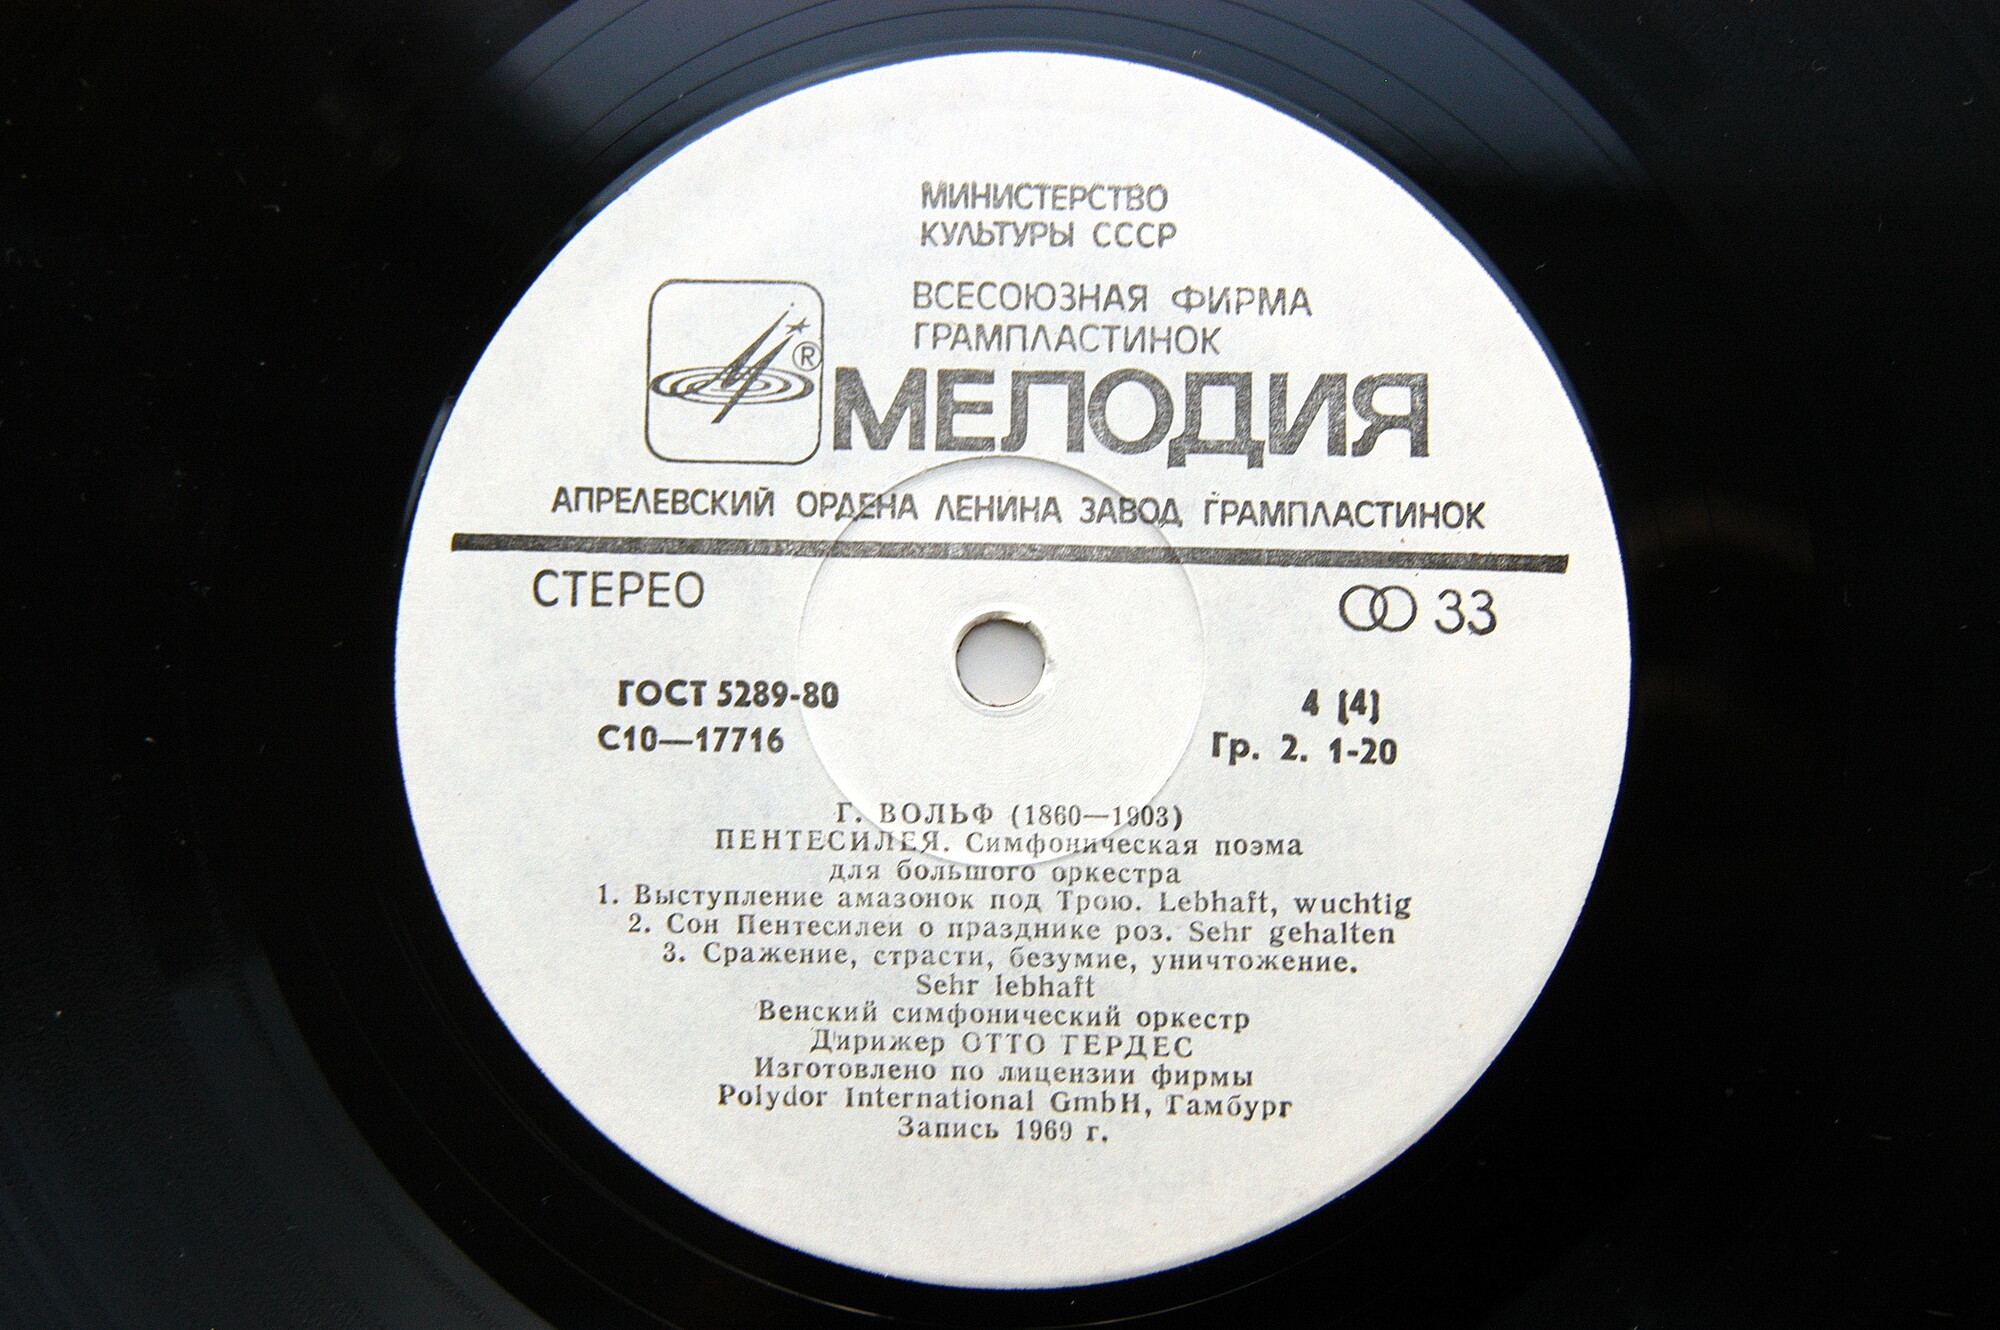 МИНИСТЕРСТВО
КУЛЬТУРЫ СССР
ВСЕСОЮЗНАЯ ФИРМА
ГРАМПЛАСТИНОК
®
МЕЛОДИЯ
АПРЕЛЕВСКИЙ ОРДЕНА ЛЕНИНА ЗАВОД ГРАМПЛАСТИНОК
СТЕРЕО
33
ГОСТ 5289-80
4 [4]
С10—17716
Гр. 2. 1-20
Г. ВОЛЬФ (1860—1903)
ПЕНТЕСИЛЕЯ. Симфоническая поэма
для большого оркестра
1. Выступление амазонок под Трою. Lebhaft, wuchtig
2. Сон Пентесилеи о празднике роз. Sehr gehalten
3. Сражение, страсти, безумие, уничтожение.
Sehr lebhaft
Венский симфонический оркестр
Дирижер ОТТО ГЕРДЕС
Изготовлено по лицензии фирмы
Polydor International GmbH, Гамбург
Запись 1969 г.